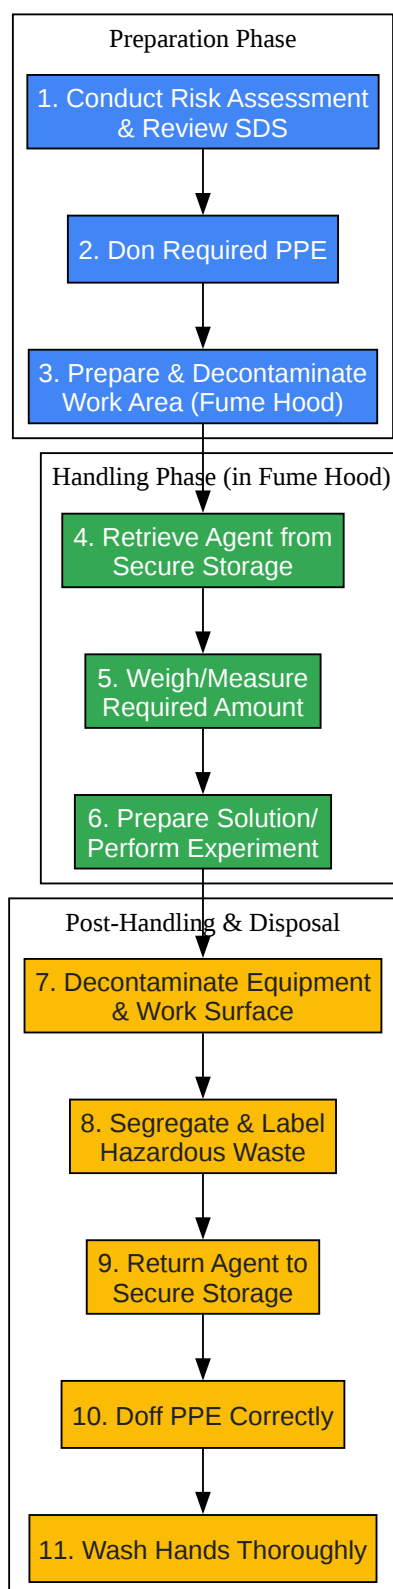 Preparation Phase
1. Conduct Risk Assessment
& Review SDS
2. Don Required PPE
3. Prepare & Decontaminate
Work Area (Fume Hood)
Handling Phase (in Fume Hood)
4. Retrieve Agent from
Secure Storage
5. Weigh/Measure
Required Amount
6. Prepare Solution/
Perform Experiment
Post-Handling & Disposal
7. Decontaminate Equipment
& Work Surface
8. Segregate & Label
Hazardous Waste
9. Return Agent to
Secure Storage
10. Doff PPE Correctly
11. Wash Hands Thoroughly